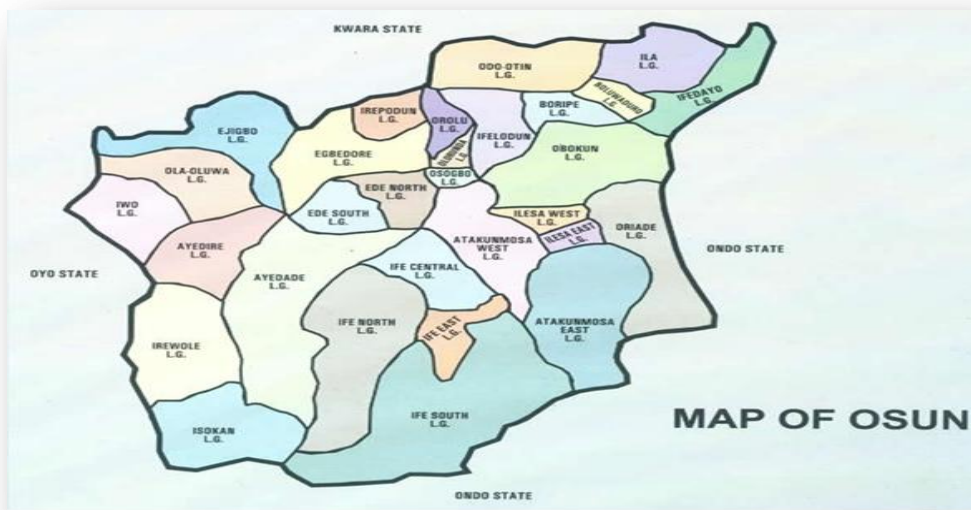 KWARA STATE
ODO-OTIN
L.G.
ILA
L.G.
BOLUWADURO
L.G.
IFEDAYO
L.G.
IREPODUN
L.G.
OROLU
L.G.
BORIPE
L.G.
EJIGBO
L.G.
IFELODUN
L.G.
OLORUNDA
L.G.
OBOKUN
L.G.
EGBEDORE
L.G.
OLA-OLUWA
L.G.
OSOGBO
L.G.
EDE NORTH
L.G.
IWO
L.G.
EDE SOUTH
L.G.
ILESA WEST
L.G.
ILESA EAST
L.G.
ORIADE
L.G.
AYEDIRE
L.G.
ATAKUNMOSA
WEST
L.G.
ONDO STATE
OYO STATE
AYEDADE
L.G.
IFE CENTRAL
L.G.
IFE NORTH
L.G.
IFE EAST
L.G.
ATAKUNMOSA
EAST
L.G.
IREWOLE
L.G.
IFE SOUTH
L.G.
MAP OF OSUN
ISOKAN
L.G.
ONDO STATE